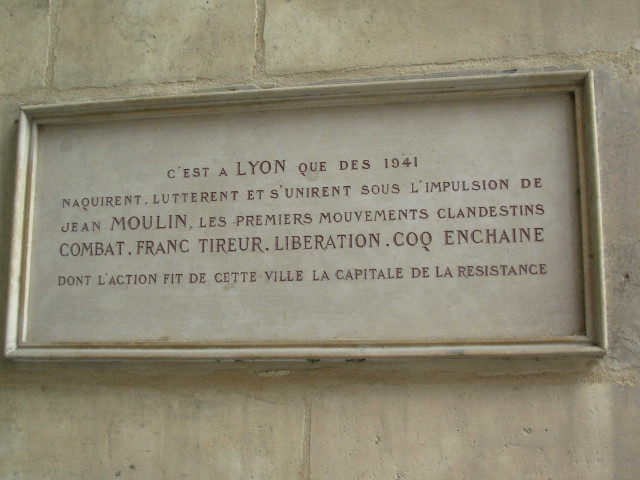 C'EST A LYON QUE DES 1941
NAQUIRENT, LUTTERENT ET S'UNIRENT SOUS L'IMPULSION DE
JEAN MOULIN, LES PREMIERS MOUVEMENTS CLANDESTINS
COMBAT. FRANC TIREUR. LIBERATION. COQ ENCHAINE
DONT L'ACTION FIT DE CETTE VILLE LA CAPITALE DE LA RESISTANCE